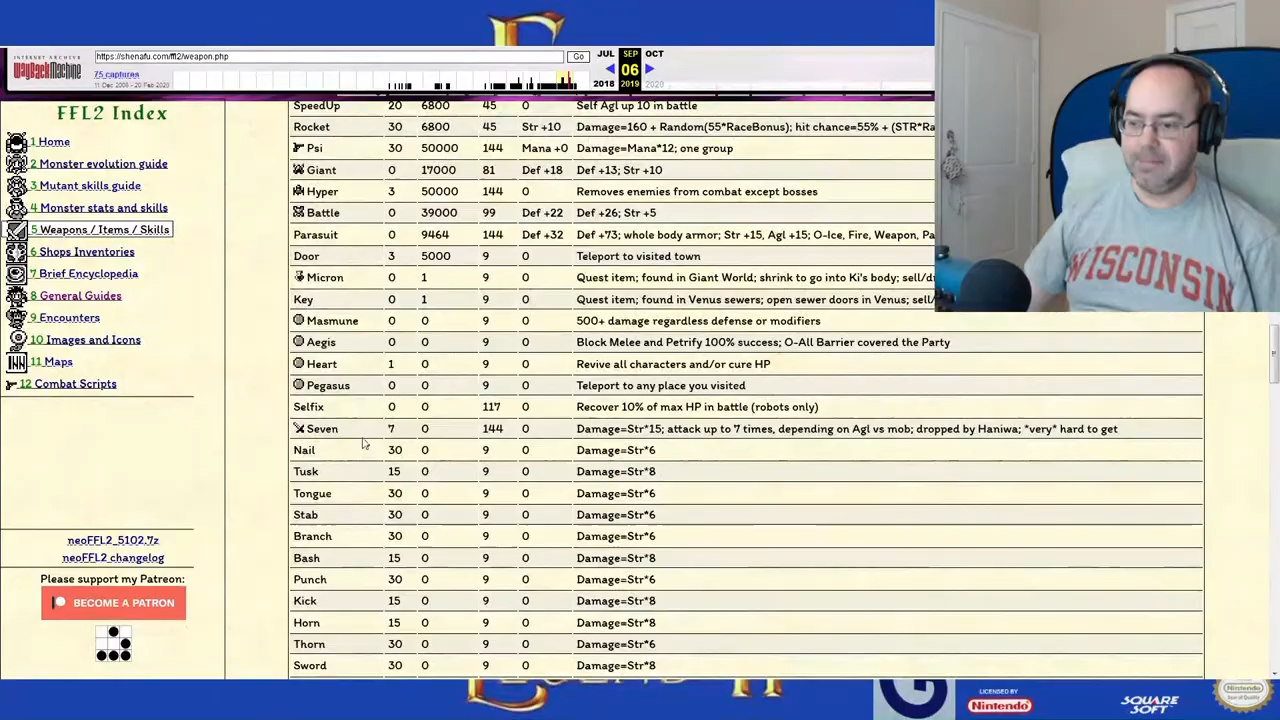 INTERNET ARCHIVE
WayBackMachine
https://shenafu.com/ffl2/weapon.php
Go
JUL
SEP
OCT
75 captures
11 Dec 2006 - 20 Feb 2020
06
2018
2019
2020
FFL2 Index
1 Home
2 Monster evolution guide
3 Mutant skills guide
4 Monster stats and skills
5 Weapons / Items / Skills
6 Shops Inventories
7 Brief Encyclopedia
8 General Guides
9 Encounters
10 Images and Icons
11 Maps
12 Combat Scripts
neoFFL2_5102.7z
neoFFL2 changelog
Please support my Patreon:
BECOME A PATRON
SpeedUp 20 6800 45 0 Self Agl up 10 in battle
Rocket 30 6800 45 Str +10 Damage=160 + Random(55*RaceBonus); hit chance=55% + (STR*Ra
Psi 30 50000 144 Mana +0 Damage=Mana*12; one group
Giant 0 17000 81 Def +18 Def +13; Str +10
Hyper 3 50000 144 0 Removes enemies from combat except bosses
Battle 0 39000 99 Def +22 Def +26; Str +5
Parasuit 0 9464 144 Def +32 Def +73; whole body armor; Str +15, Agl +15; O-Ice, Fire, Weapon, Pa
Door 3 5000 9 0 Teleport to visited town
Micron 0 1 9 0 Quest item; found in Giant World; shrink to go into Ki's body; sell/dr
Key 0 1 9 0 Quest item; found in Venus sewers; open sewer doors in Venus; sell/
Masmune 0 0 9 0 500+ damage regardless defense or modifiers
Aegis 0 0 9 0 Block Melee and Petrify 100% success; O-All Barrier covered the Party
Heart 1 0 9 0 Revive all characters and/or cure HP
Pegasus 0 0 9 0 Teleport to any place you visited
Selfix 0 0 117 0 Recover 10% of max HP in battle (robots only)
Seven 7 0 144 0 Damage=Str*15; attack up to 7 times, depending on Agl vs mob; dropped by Haniwa; *very* hard to get
Nail 30 0 9 0 Damage=Str*6
Tusk 15 0 9 0 Damage=Str*8
Tongue 30 0 9 0 Damage=Str*6
Stab 30 0 9 0 Damage=Str*6
Branch 30 0 9 0 Damage=Str*6
Bash 15 0 9 0 Damage=Str*8
Punch 30 0 9 0 Damage=Str*6
Kick 15 0 9 0 Damage=Str*8
Horn 15 0 9 0 Damage=Str*8
Thorn 30 0 9 0 Damage=Str*6
Sword 30 0 9 0 Damage=Str*8
WISCONSIN
LEGEND II
LICENSED BY
Nintendo
SQUARE
SOFT
Nintendo